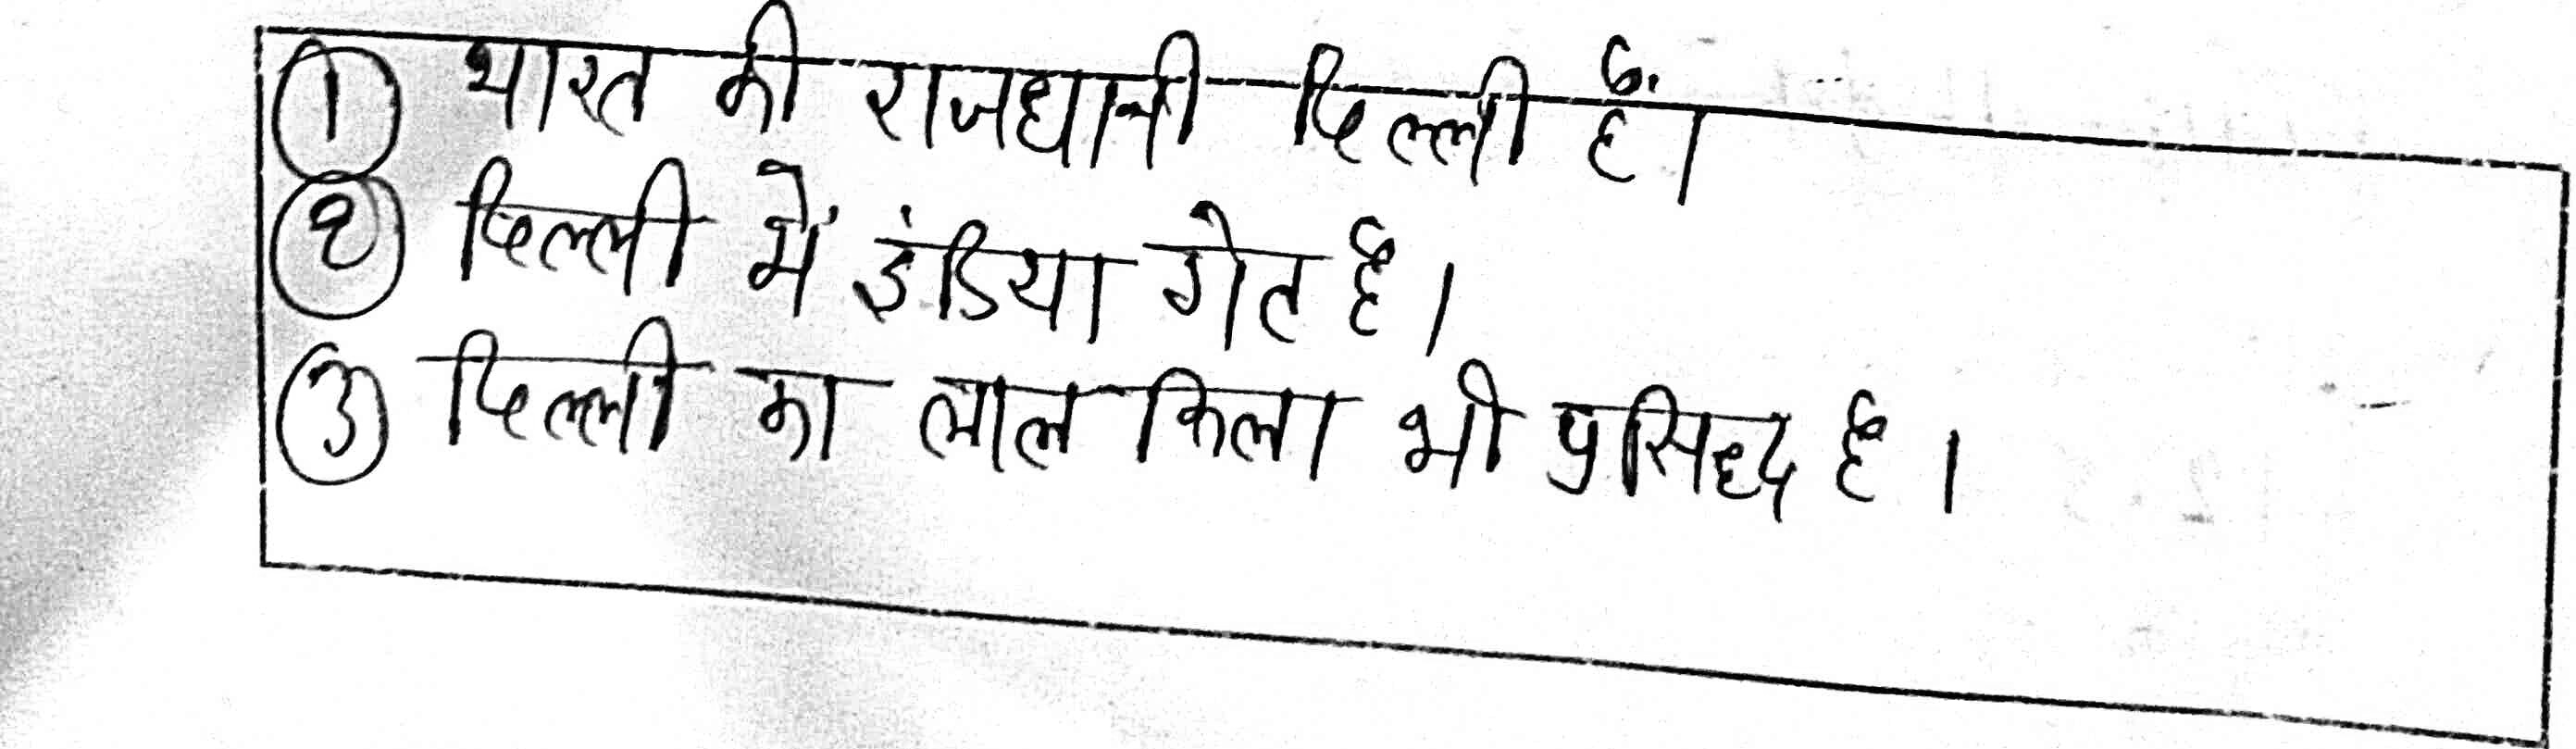 ① भारत की राजधानी दिल्ली हैं।
② दिल्ली में इंडिया गेट है।
③ दिल्ली का लाल किला भी प्रसिद्ध है।